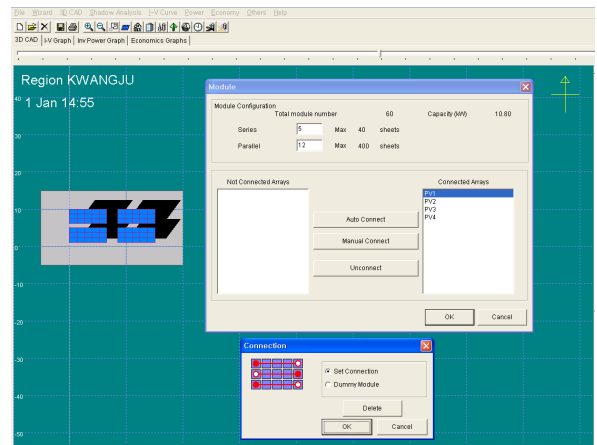 File Wizard 3D CAD Shadow Analysis I-V Curve Power Economy Others Help
3D CAD I-V Graph Inv Power Graph Economics Graphs
Region KWANGJU
1 Jan 14:55
40
30
20
10
0
-10
-20
-30
-40
-50
Module
Module Configuration
Total module number 60 Capacity (kW) 10.80
Series 5 Max 40 sheets
Parallel 12 Max 400 sheets
Not Connected Arrays Connected Arrays
PV1
PV2
PV3
PV4
Auto Connect
Manual Connect
Unconnect
OK Cancel
Connection
Set Connection
Dummy Module
Delete
OK Cancel